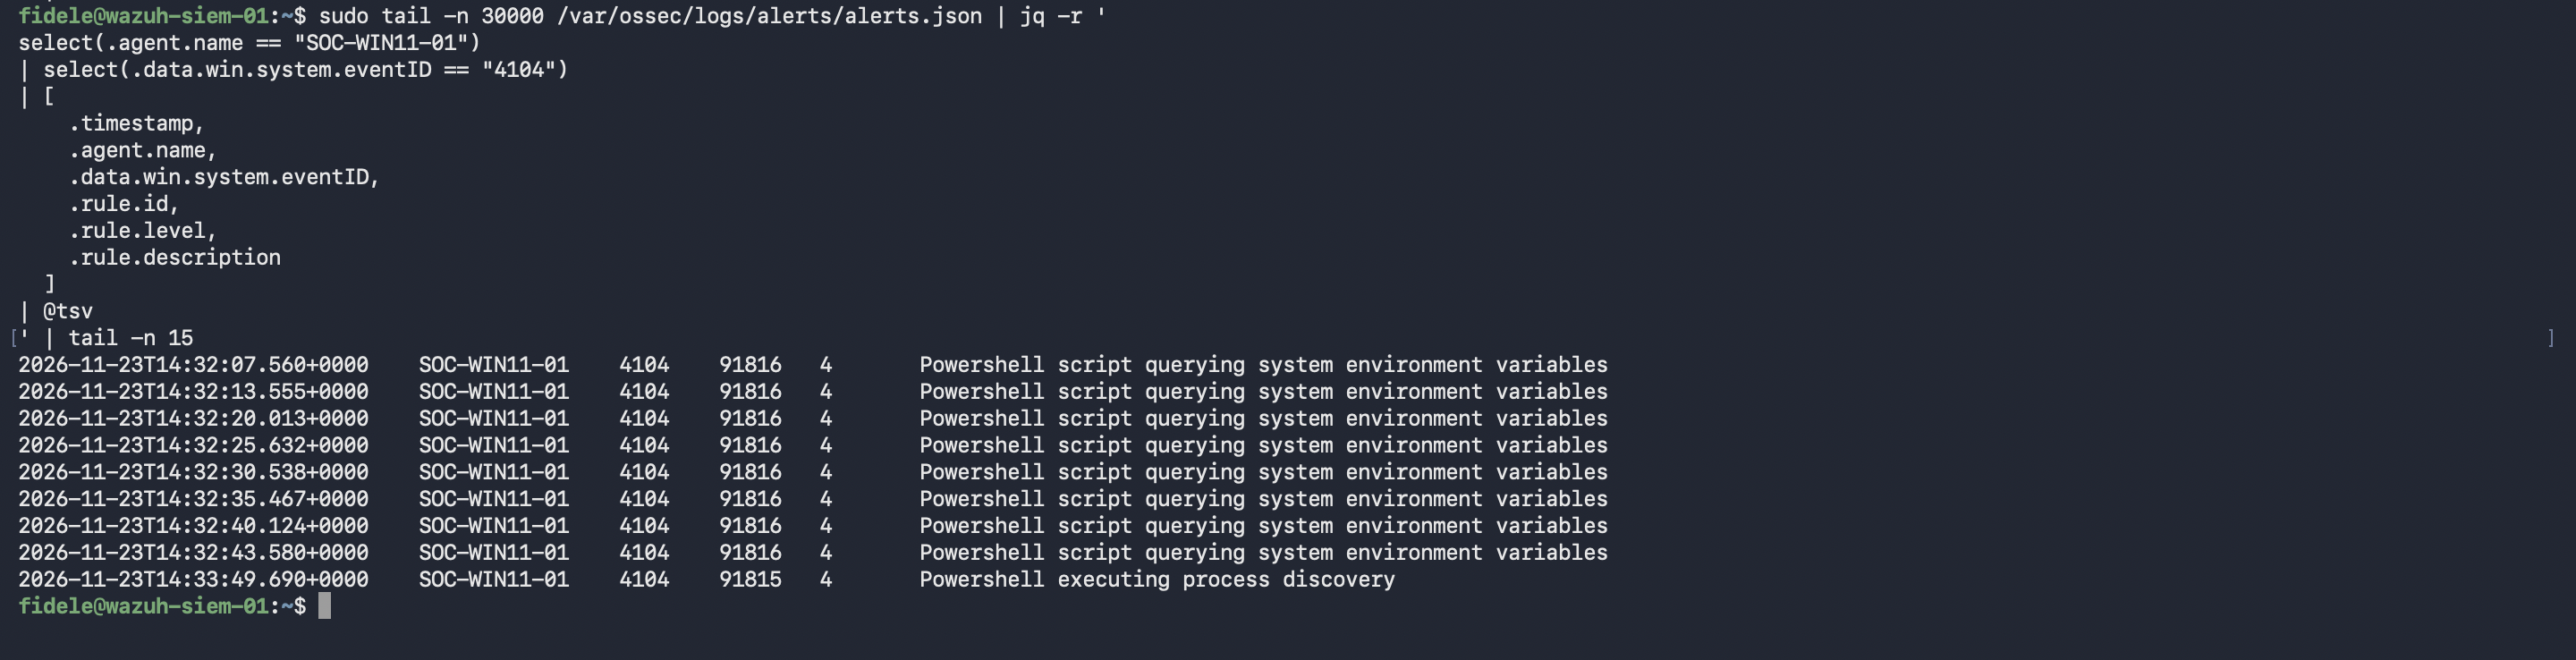 fidele@wazuh-siem-01:~$ sudo tail -n 30000 /var/ossec/logs/alerts/alerts.json | jq -r '
select(.agent.name == "SOC-WIN11-01")
| select(.data.win.system.eventID == "4104")
| [
    .timestamp,
    .agent.name,
    .data.win.system.eventID,
    .rule.id,
    .rule.level,
    .rule.description
  ]
| @tsv
[' | tail -n 15 ]
2026-11-23T14:32:07.560+0000    SOC-WIN11-01    4104    91816   4       Powershell script querying system environment variables
2026-11-23T14:32:13.555+0000    SOC-WIN11-01    4104    91816   4       Powershell script querying system environment variables
2026-11-23T14:32:20.013+0000    SOC-WIN11-01    4104    91816   4       Powershell script querying system environment variables
2026-11-23T14:32:25.632+0000    SOC-WIN11-01    4104    91816   4       Powershell script querying system environment variables
2026-11-23T14:32:30.538+0000    SOC-WIN11-01    4104    91816   4       Powershell script querying system environment variables
2026-11-23T14:32:35.467+0000    SOC-WIN11-01    4104    91816   4       Powershell script querying system environment variables
2026-11-23T14:32:40.124+0000    SOC-WIN11-01    4104    91816   4       Powershell script querying system environment variables
2026-11-23T14:32:43.580+0000    SOC-WIN11-01    4104    91816   4       Powershell script querying system environment variables
2026-11-23T14:33:49.690+0000    SOC-WIN11-01    4104    91815   4       Powershell executing process discovery
fidele@wazuh-siem-01:~$